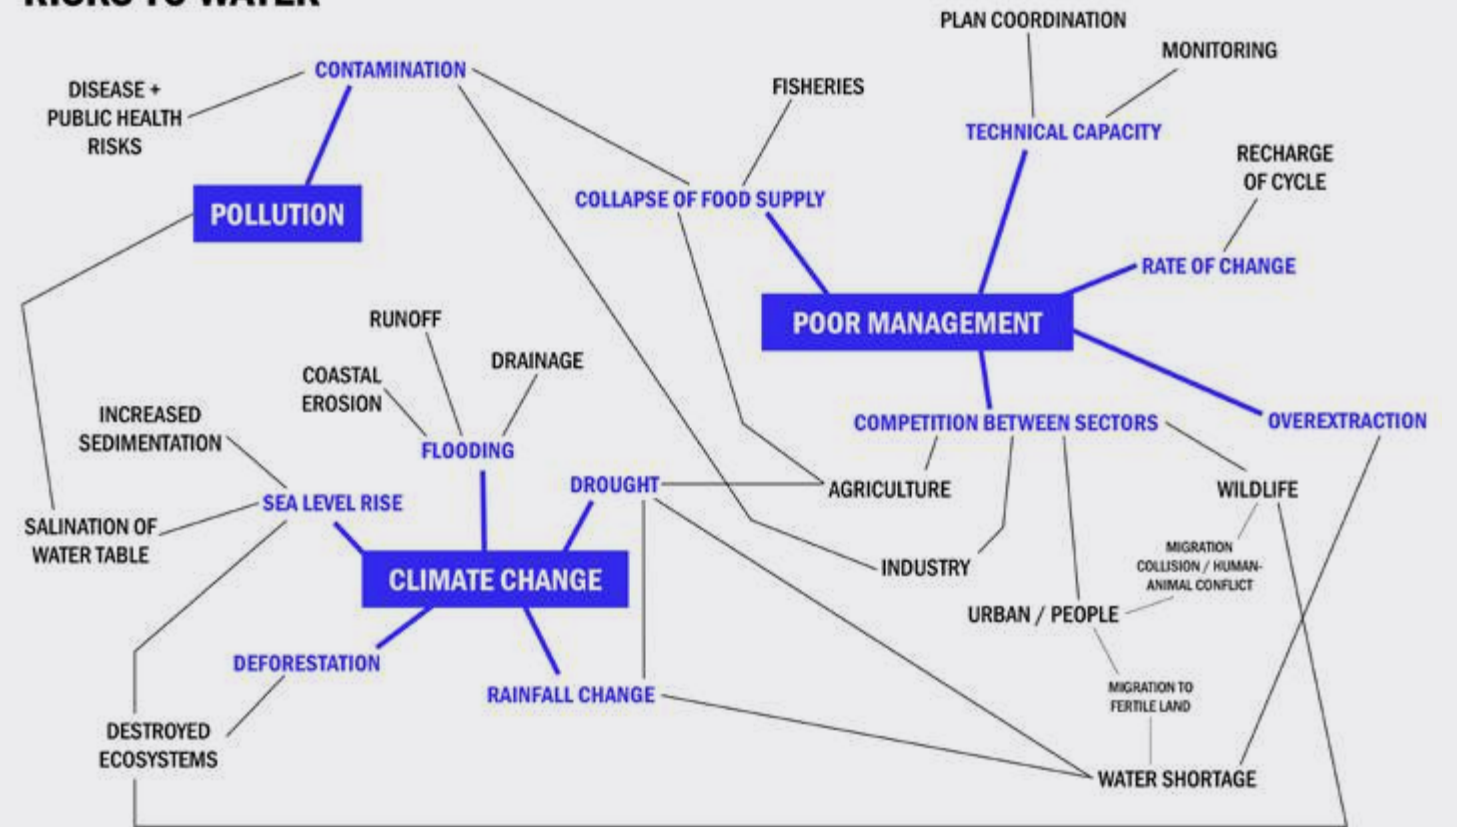 RISKS TO WATER
PLAN COORDINATION
MONITORING
CONTAMINATION
DISEASE +
PUBLIC HEALTH
RISKS
FISHERIES
TECHNICAL CAPACITY
RECHARGE
OF CYCLE
COLLAPSE OF FOOD SUPPLY
POLLUTION
RATE OF CHANGE
POOR MANAGEMENT
RUNOFF
DRAINAGE
COASTAL
EROSION
INCREASED
SEDIMENTATION
FLOODING
COMPETITION BETWEEN SECTORS
OVEREXTRACTION
SEA LEVEL RISE
DROUGHT
AGRICULTURE
WILDLIFE
SALINATION OF
WATER TABLE
CLIMATE CHANGE
INDUSTRY
MIGRATION
COLLISION / HUMAN-
ANIMAL CONFLICT
URBAN / PEOPLE
DEFORESTATION
RAINFALL CHANGE
MIGRATION TO
FERTILE LAND
DESTROYED
ECOSYSTEMS
WATER SHORTAGE